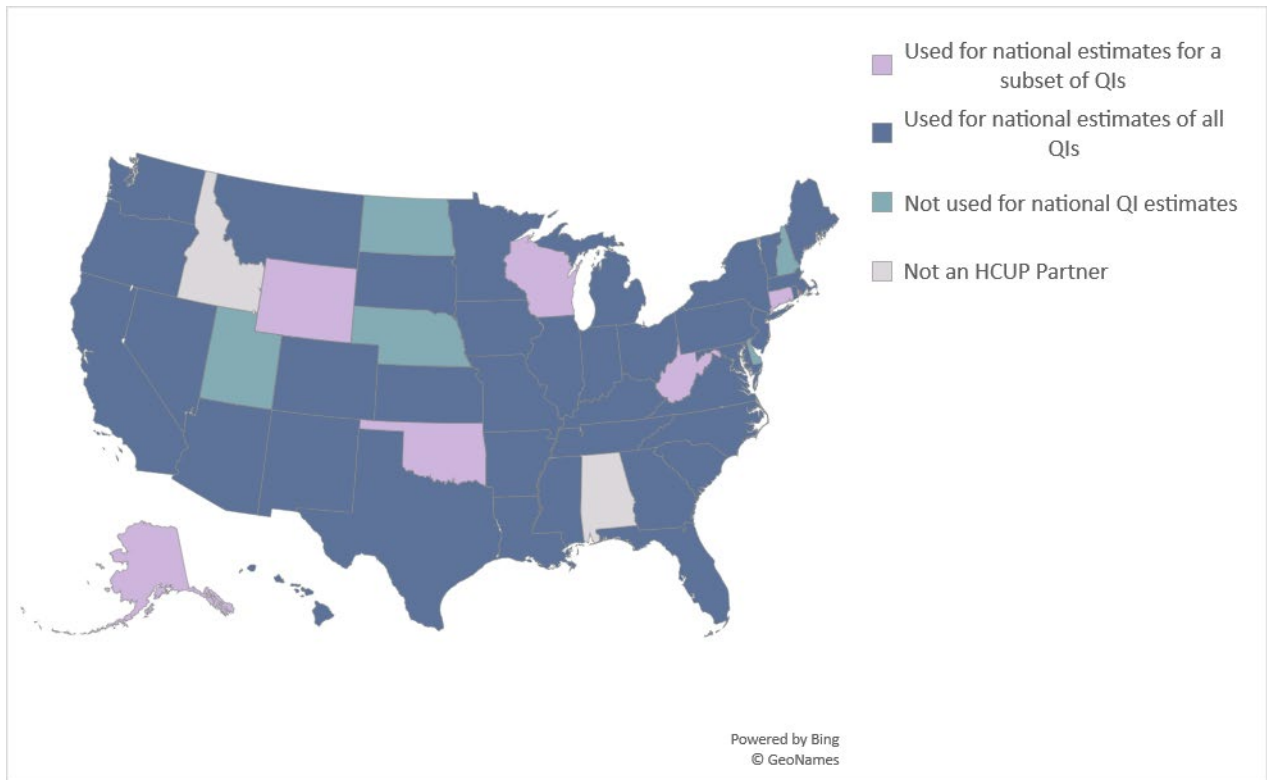 Used for national estimates for a
subset of QIs
Used for national estimates of all
QIs
Not used for national QI estimates
Not an HCUP Partner
Powered by Bing
© GeoNames